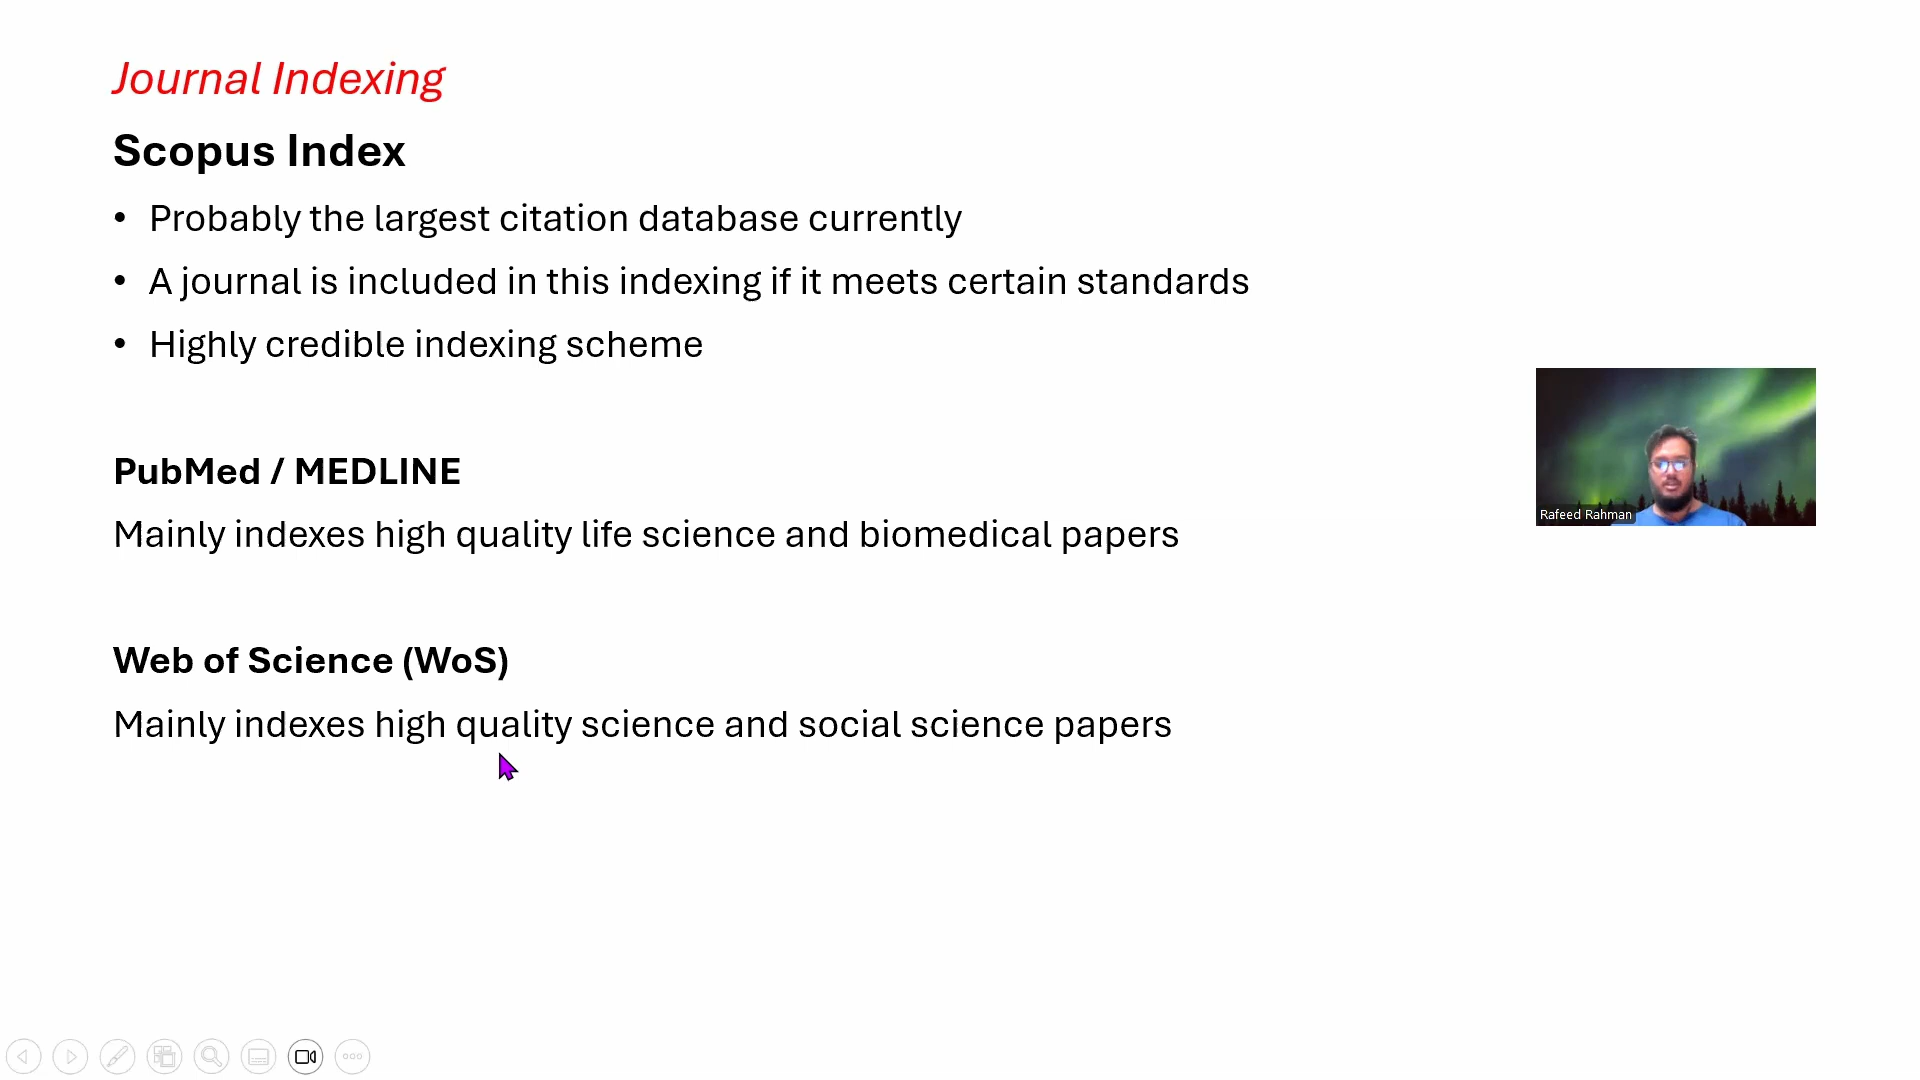 Journal Indexing
Scopus Index
• Probably the largest citation database currently
• A journal is included in this indexing if it meets certain standards
• Highly credible indexing scheme
PubMed / MEDLINE
Mainly indexes high quality life science and biomedical papers
Web of Science (WoS)
Mainly indexes high quality science and social science papers
Rafeed Rahman